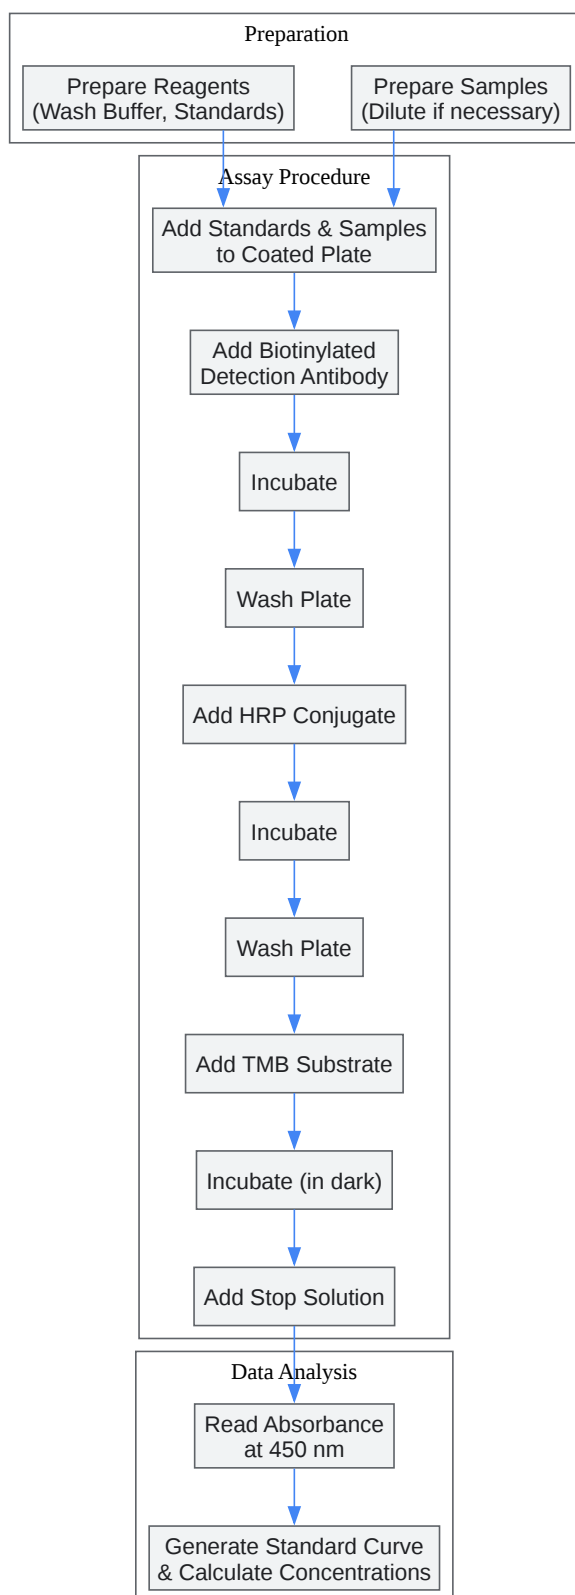 Preparation
Prepare Reagents
(Wash Buffer, Standards)
Prepare Samples
(Dilute if necessary)
Assay Procedure
Add Standards & Samples
to Coated Plate
Add Biotinylated
Detection Antibody
Incubate
Wash Plate
Add HRP Conjugate
Incubate
Wash Plate
Add TMB Substrate
Incubate (in dark)
Add Stop Solution
Data Analysis
Read Absorbance
at 450 nm
Generate Standard Curve
& Calculate Concentrations